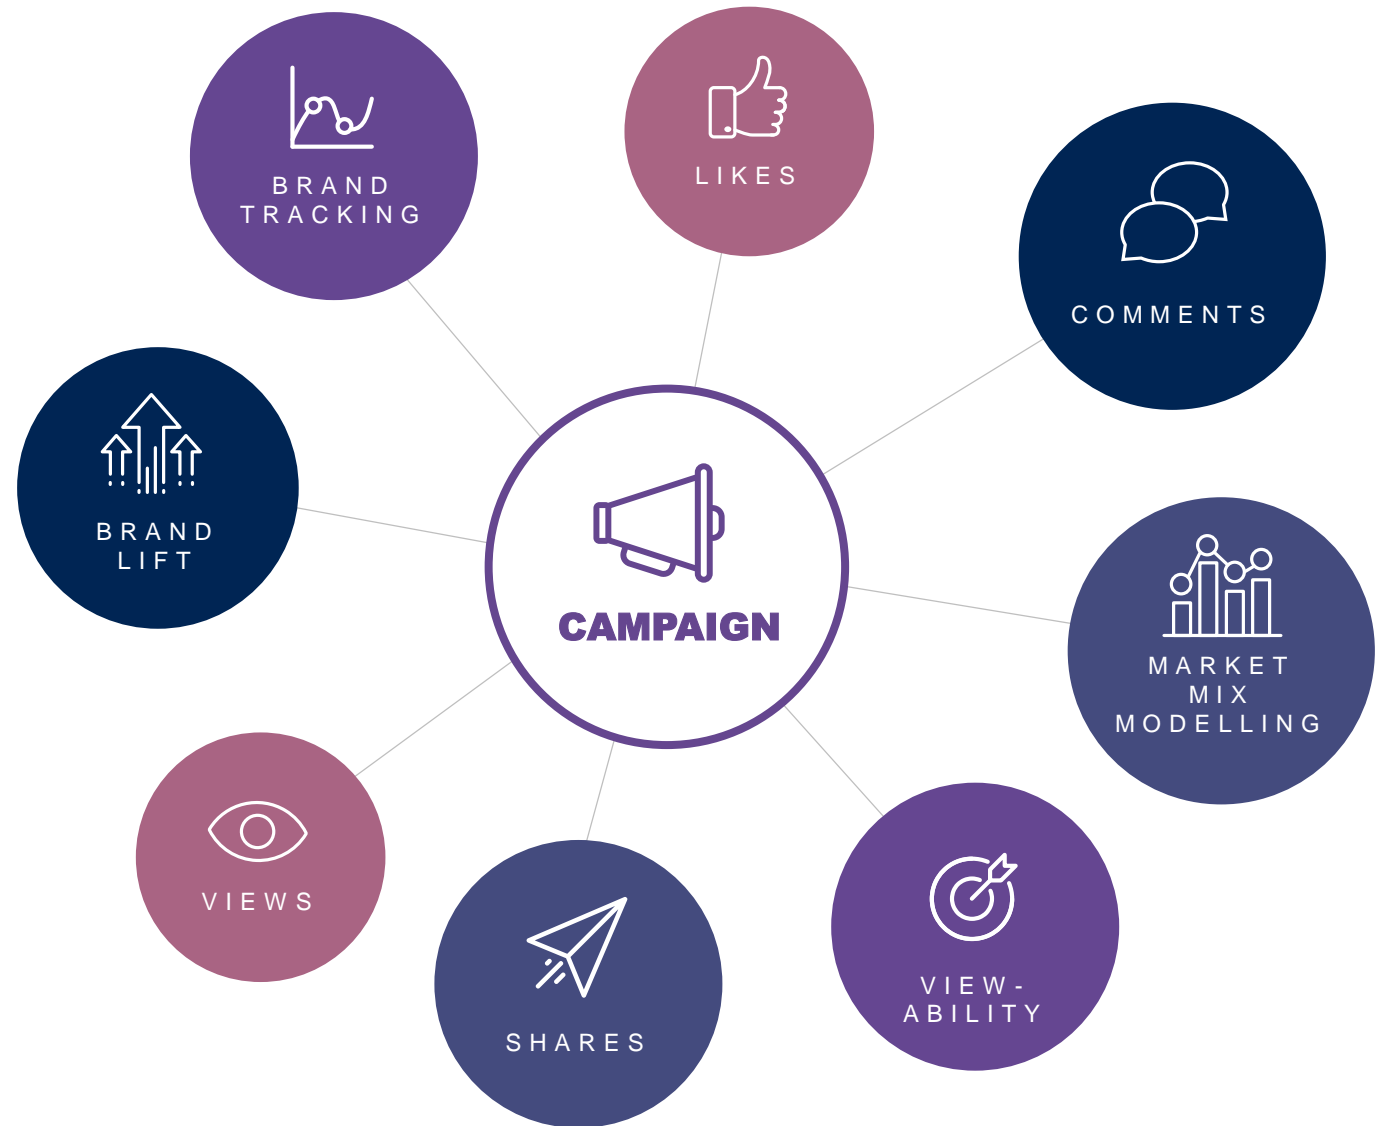 BRAND
TRACKING
LIKES
COMMENTS
BRAND
LIFT
CAMPAIGN
MARKET
MIX
MODELLING
VIEWS
VIEW-
ABILITY
SHARES